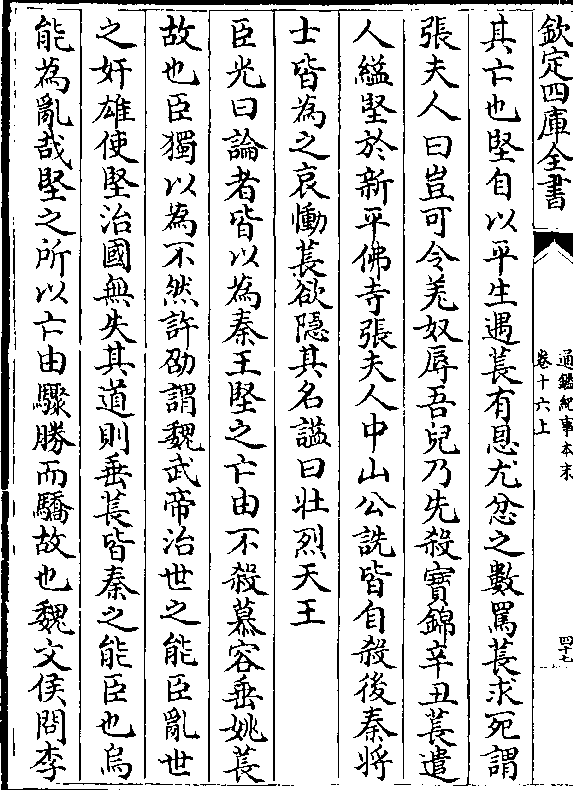 欽定四庫全書
通鑑紀事本末
卷十六上
四十七
其亡也堅自以平生遇萇有恩尤忿之數罵萇求死謂
張夫人曰豈可令羌奴辱吾兒乃先殺寶錦辛丑萇遣
人縊堅於新平佛寺張夫人中山公詵皆自殺後秦將
士皆為之哀慟萇欲隱其名謚曰壯烈天王
臣光曰論者皆以為秦王堅之亡由不殺慕容垂姚萇
故也臣獨以為不然許劭謂魏武帝治世之能臣亂世
之奸雄使堅治國無失其道則垂萇皆秦之能臣也烏
能為亂哉堅之所以亡由驟勝而驕故也魏文侯問李